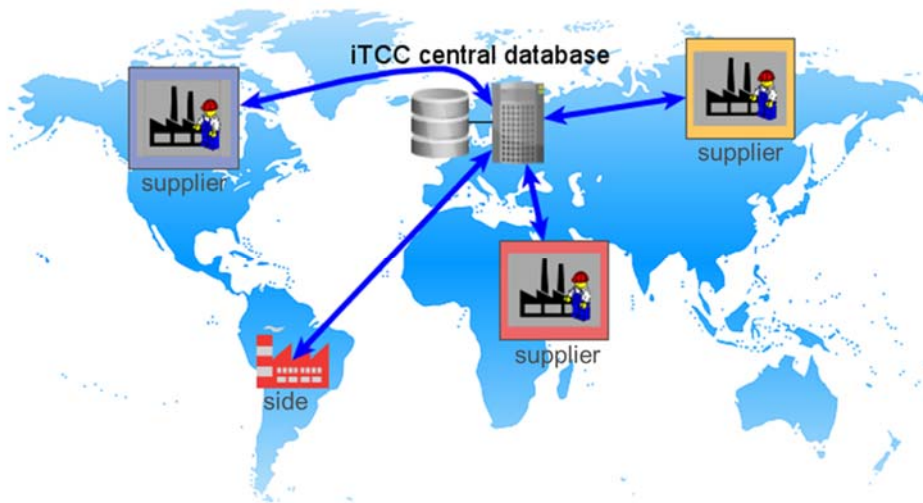 iTCC central database
supplier
supplier
supplier
side